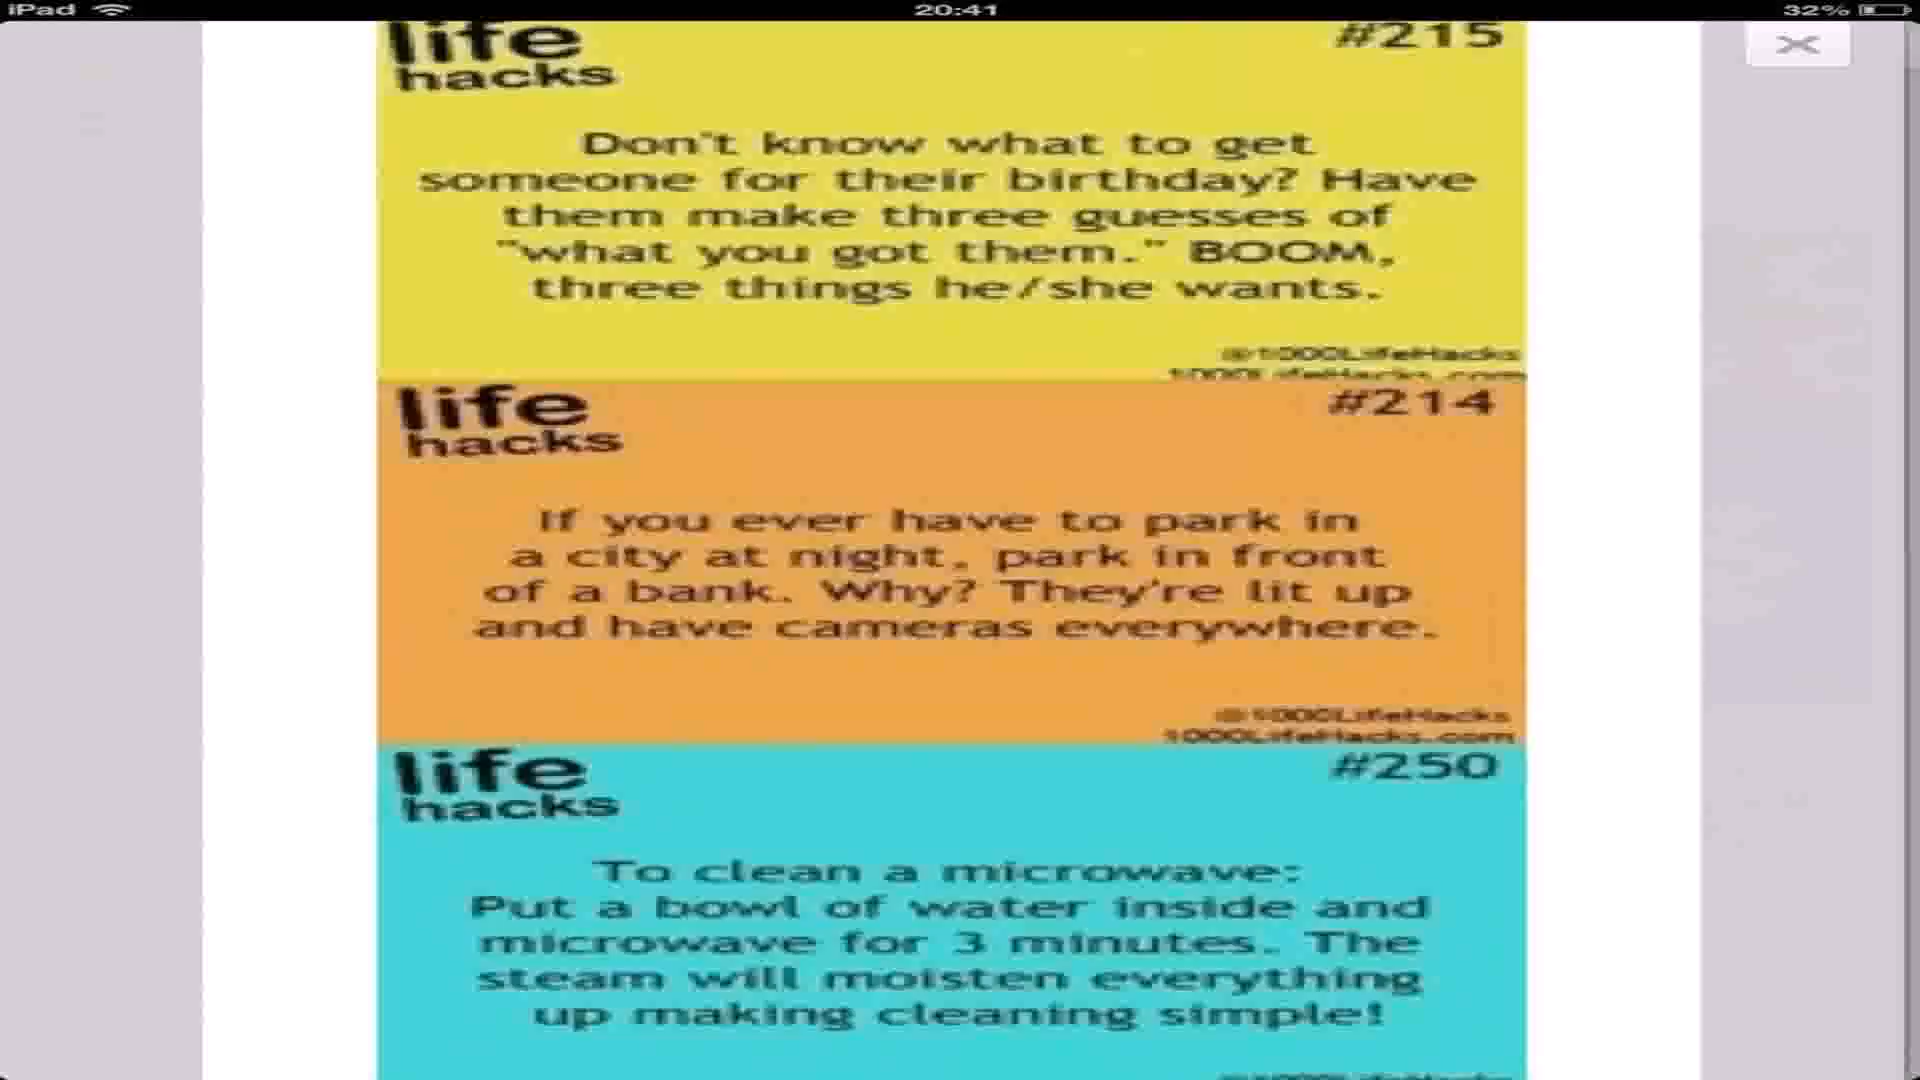 iPad 20:41 32%
life
hacks
#215
Don't know what to get
someone for their birthday? Have
them make three guesses of
"what you got them." BOOM,
three things he/she wants.
@1000LifeHacks
1000LifeHacks.com
life
hacks
#214
If you ever have to park in
a city at night, park in front
of a bank. Why? They're lit up
and have cameras everywhere.
@1000LifeHacks
1000LifeHacks.com
life
hacks
#250
To clean a microwave:
Put a bowl of water inside and
microwave for 3 minutes. The
steam will moisten everything
up making cleaning simple!